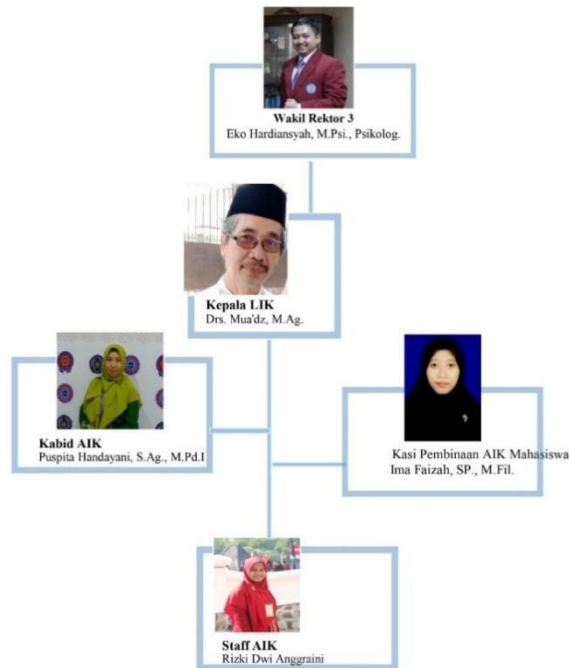 Wakil Rektor 3
Eko Hardiansyah, M.Psi., Psikolog.
Kepala LIK
Drs. Mua'dz, M.Ag.
Kabid AIK
Puspita Handayani, S.Ag., M.Pd.I
Kasi Pembinaan AIK Mahasiswa
Ima Faizah, SP., M.Fil.
Staff AIK
Rizki Dwi Anggraini